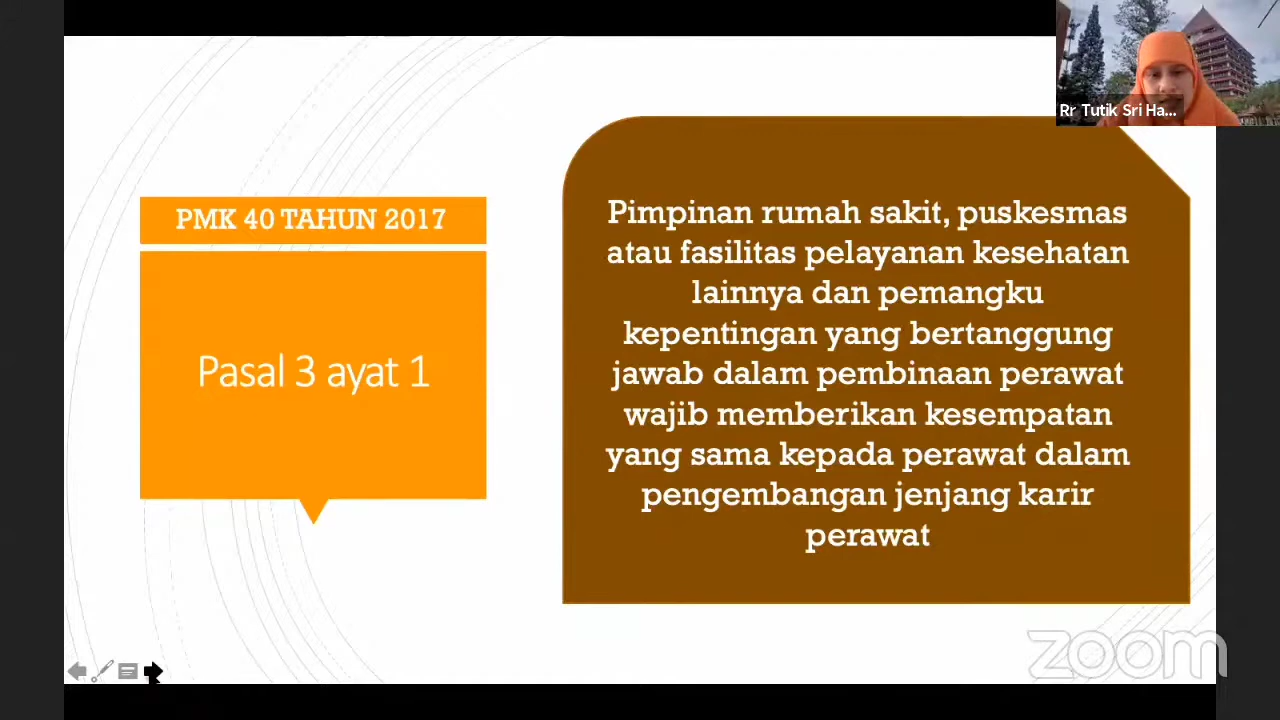 Rr Tutik Sri Ha...
PMK 40 TAHUN 2017
Pasal 3 ayat 1
Pimpinan rumah sakit, puskesmas
atau fasilitas pelayanan kesehatan
lainnya dan pemangku
kepentingan yang bertanggung
jawab dalam pembinaan perawat
wajib memberikan kesempatan
yang sama kepada perawat dalam
pengembangan jenjang karir
perawat
zoom